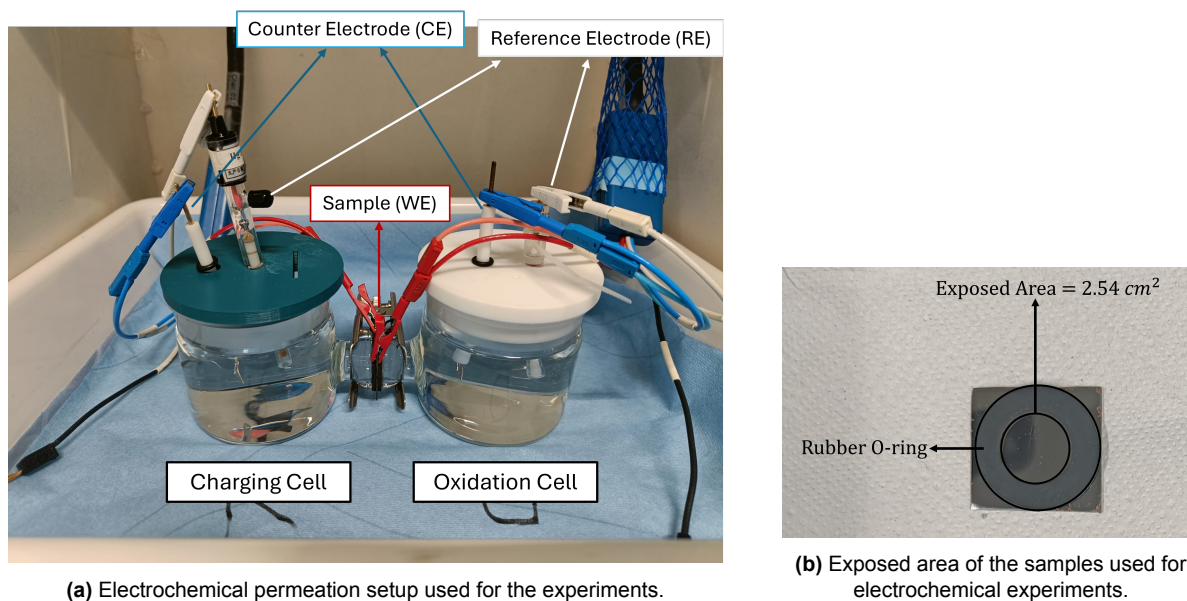 Counter Electrode (CE)
Reference Electrode (RE)
Sample (WE)
Charging Cell
Oxidation Cell
(a) Electrochemical permeation setup used for the experiments.
Exposed Area = 2.54 cm²
Rubber O-ring
(b) Exposed area of the samples used for
electrochemical experiments.